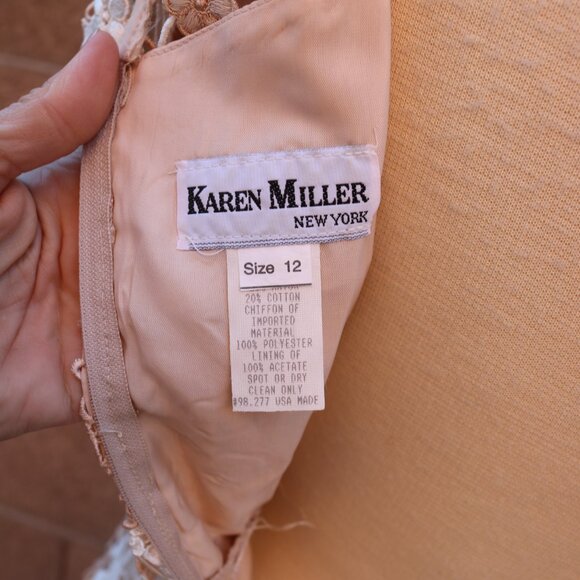 KAREN MILLER
NEW YORK
Size 12
20% COTTON
CHIFFON OF
IMPORTED
MATERIAL
100% POLYESTER
LINING OF
100% ACETATE
SPOT OR DRY
CLEAN ONLY
#98.277 USA MADE